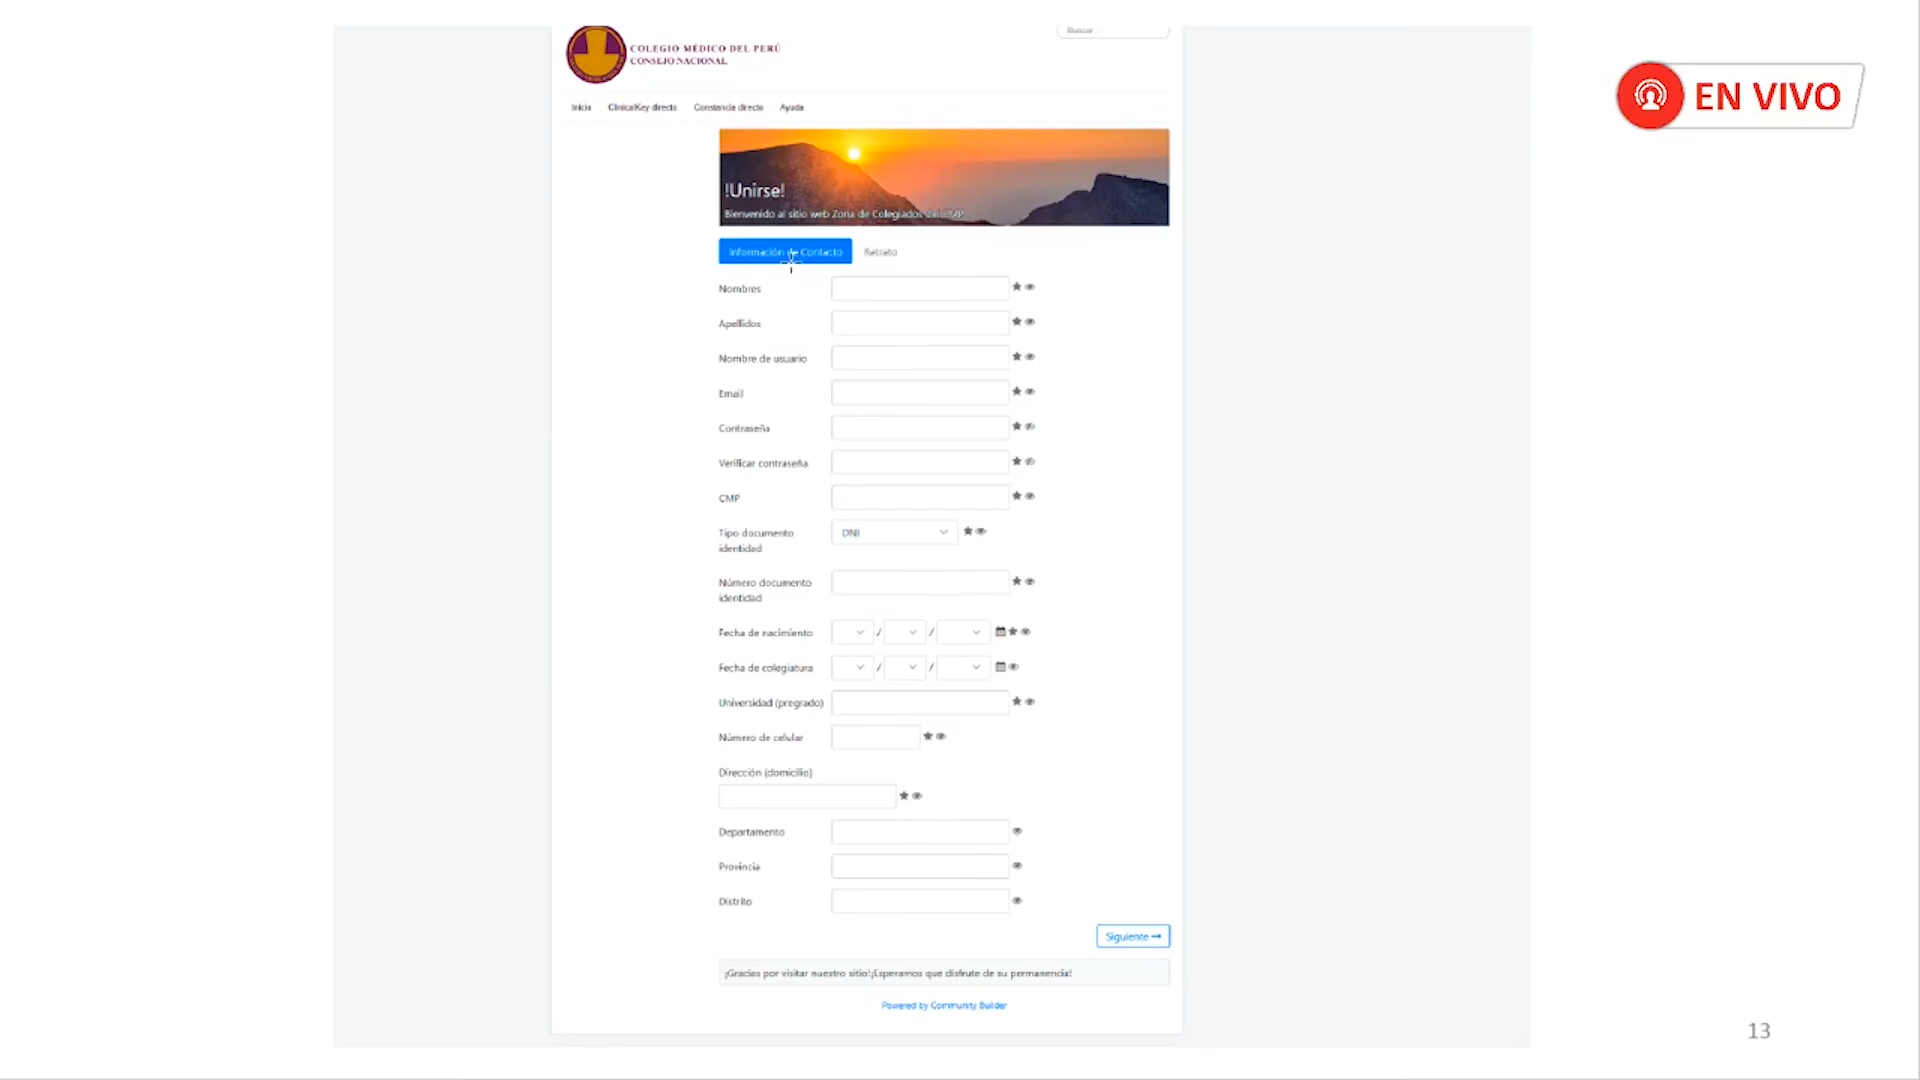 Buscar...
COLEGIO MÉDICO DEL PERÚ
CONSEJO NACIONAL
EN VIVO
Inicio ClinicalKey directo Constancia directo Ayuda
!Unirse!
Bienvenido al sitio web Zona de Colegiados del CMP
Información de Contacto Retrato
Nombres
Apellidos
Nombre de usuario
Email
Contraseña
Verificar contraseña
CMP
Tipo documento
identidad
DNI
Número documento
identidad
Fecha de nacimiento / /
Fecha de colegiatura / /
Universidad (pregrado)
Número de celular
Dirección (domicilio)
Departamento
Provincia
Distrito
Siguiente →
¡Gracias por visitar nuestro sitio!¡Esperamos que disfrute de su permanencia!
Powered by Community Builder
13